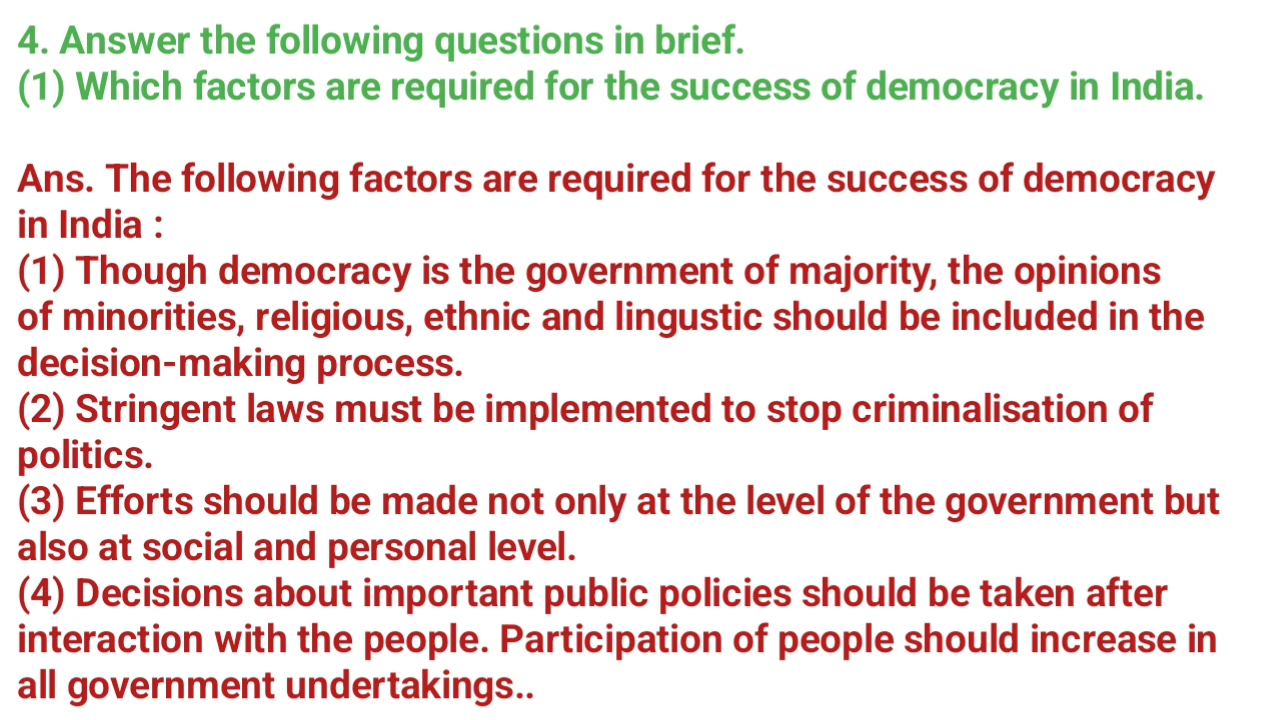 4. Answer the following questions in brief.
(1) Which factors are required for the success of democracy in India.
Ans. The following factors are required for the success of democracy
in India :
(1) Though democracy is the government of majority, the opinions
of minorities, religious, ethnic and lingustic should be included in the
decision-making process.
(2) Stringent laws must be implemented to stop criminalisation of
politics.
(3) Efforts should be made not only at the level of the government but
also at social and personal level.
(4) Decisions about important public policies should be taken after
interaction with the people. Participation of people should increase in
all government undertakings..